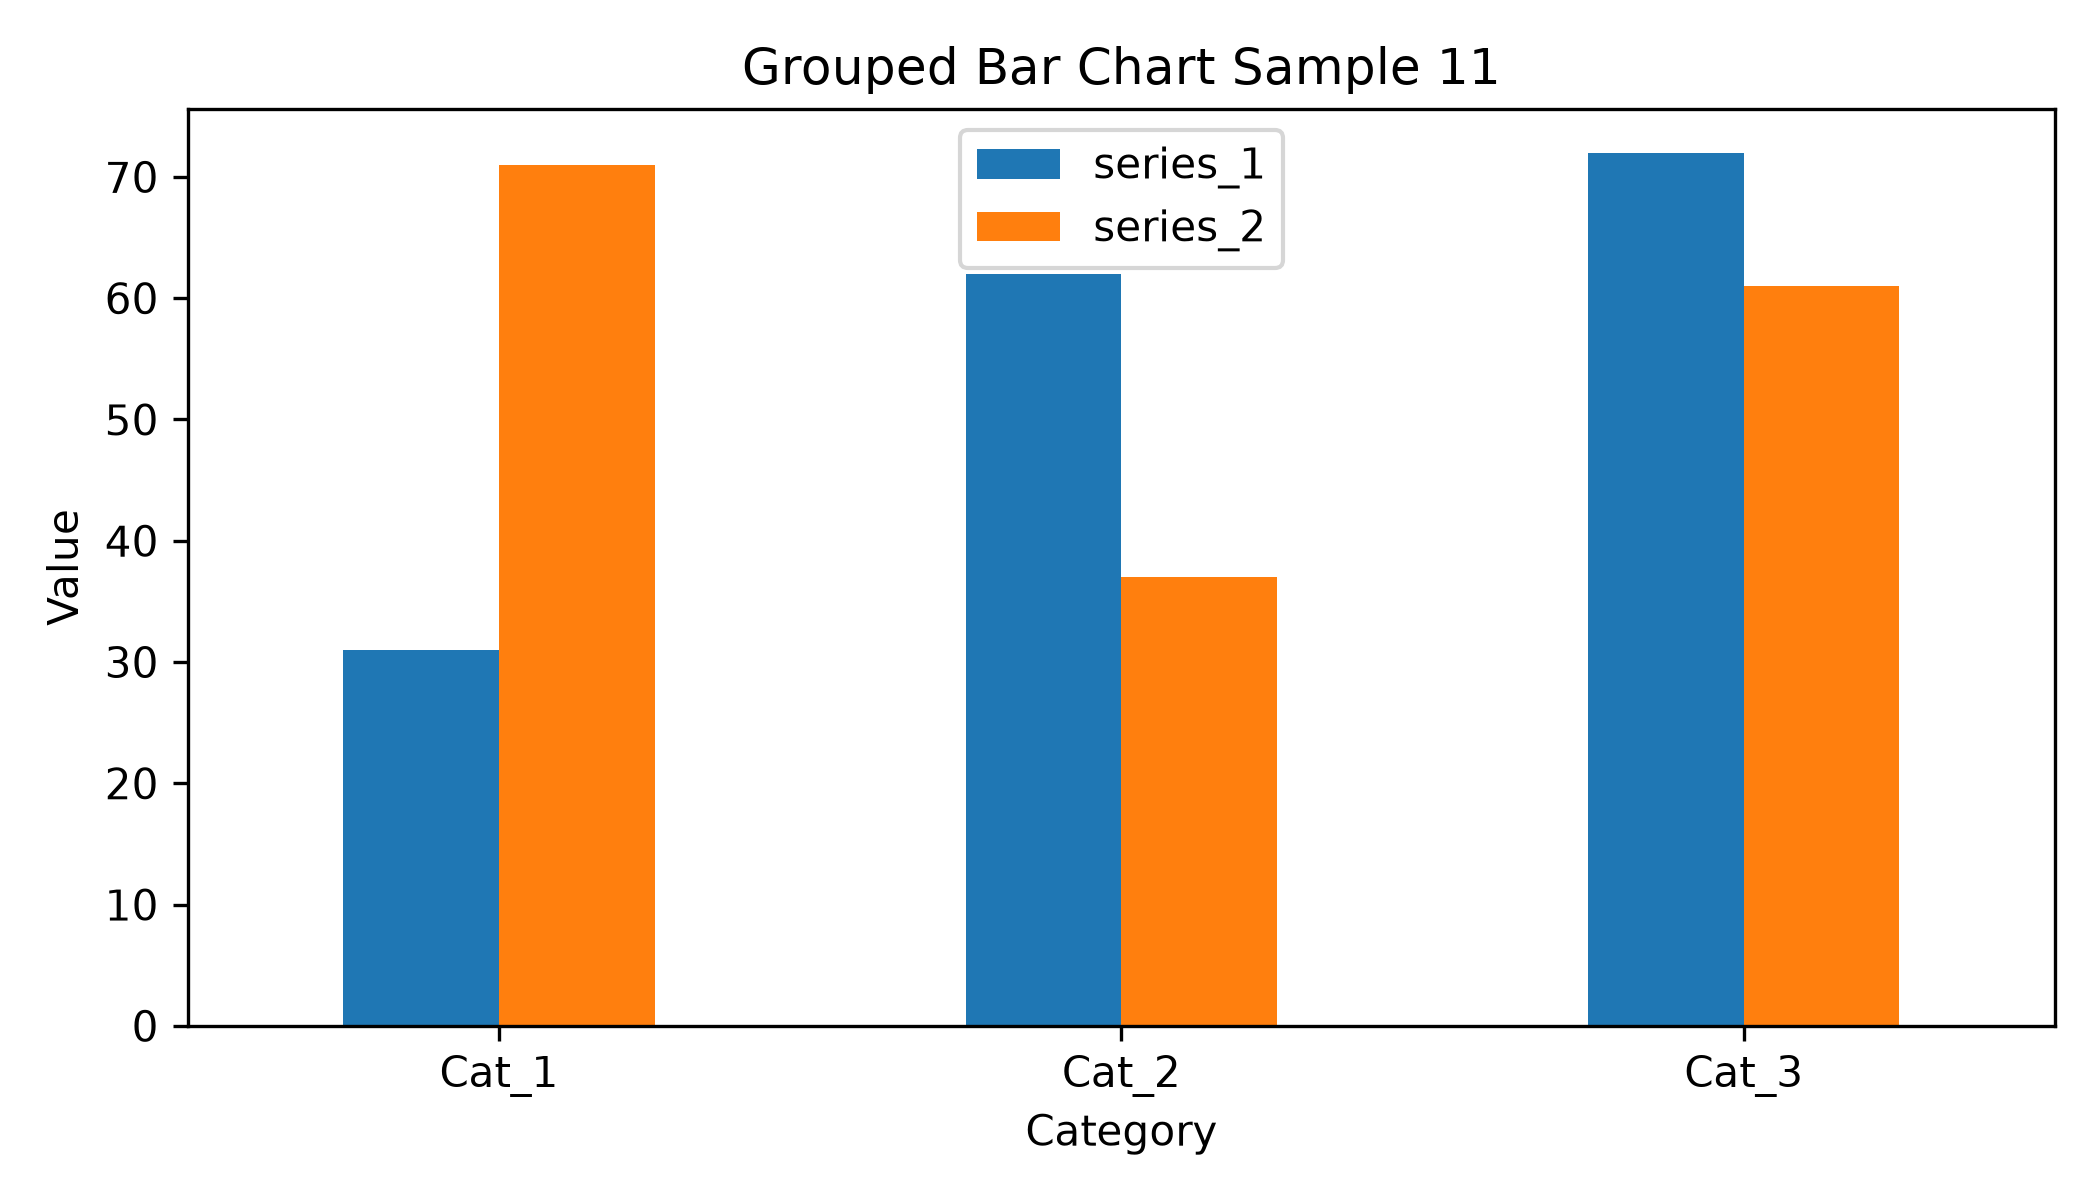 Grouped Bar Chart Sample 11
series_1
series_2
Value
70
60
50
40
30
20
10
0
Cat_1 Cat_2 Cat_3
Category